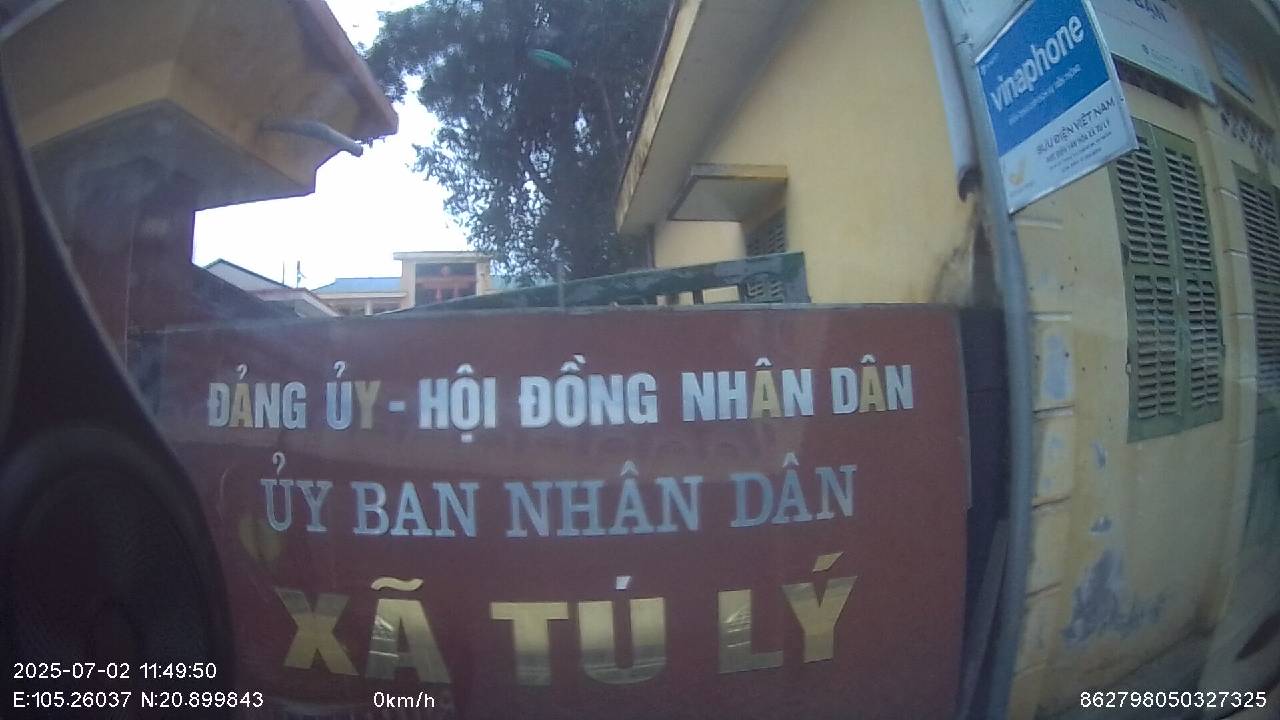 vinaphone
BƯU ĐIỆN VIỆT NAM
ĐẢNG ỦY - HỘI ĐỒNG NHÂN DÂN
ỦY BAN NHÂN DÂN
XÃ TÚ LÝ
2025-07-02 11:49:50
E:105.26037 N:20.899843
0km/h
862798050327325